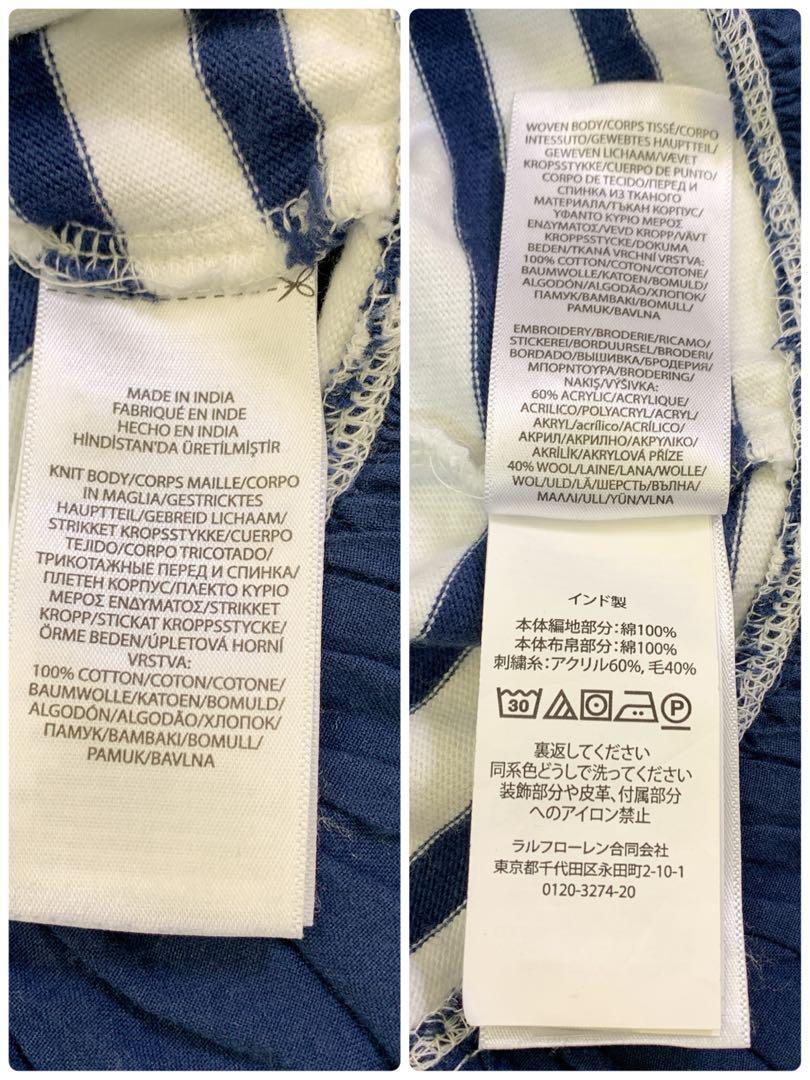 MADE IN INDIA
FABRIQUÉ EN INDE
HECHO EN INDIA
HİNDİSTAN'DA ÜRETİLMİŞTİR
KNIT BODY/CORPS MAILLE/CORPO
IN MAGLIA/GESTRICKTES
HAUPTTEIL/GEBREID LICHAAM/
STRIKKET KROPSSTYKKE/CUERPO
TEJIDO/CORPO TRICOTADO/
ТРИКОТАЖНЫЕ ПЕРЕД И СПИНКА/
ПЛЕТЕН КОРПУС/ΠΛΕΚΤΟ ΚΥΡΙΟ
ΜΕΡΟΣ ΕΝΔΥΜΑΤΟΣ/STRIKKET
KROPP/STICKAT KROPPSSTYCKE/
ÖRME BEDEN/ÚPLETOVÁ HORNÍ
VRSTVA:
100% COTTON/COTON/COTONE/
BAUMWOLLE/KATOEN/BOMULD/
ALGODÓN/ALGODÃO/ХЛОПОК/
ПАМУК/ΒΑΜΒΑΚΙ/BOMULL/
PAMUK/BAVLNA
WOVEN BODY/CORPS TISSÉ/CORPO
INTESSUTO/GEWEBTES HAUPTTEIL/
GEWEVEN LICHAAM/VÆVET
KROPSSTYKKE/CUERPO DE PUNTO/
CORPO DE TECIDO/ПЕРЕД И
СПИНКА ИЗ ТКАНОГО
МАТЕРИАЛА/ТЪКАН КОРПУС/
ΥΦΑΝΤΟ ΚΥΡΙΟ ΜΕΡΟΣ
ΕΝΔΥΜΑΤΟΣ/VEVD KROPP/VÄVT
KROPPSSTYCKE/DOKUMA
BEDEN/TKANÁ VRCHNÍ VRSTVA:
100% COTTON/COTON/COTONE/
BAUMWOLLE/KATOEN/BOMULD/
ALGODÓN/ALGODÃO/ХЛОПОК/
ПАМУК/ΒΑΜΒΑΚΙ/BOMULL/
PAMUK/BAVLNA
EMBROIDERY/BRODERIE/RICAMO/
STICKEREI/BORDUURSEL/BRODERI/
BORDADO/ВЫШИВКА/БРОДЕРИЯ/
ΜΠΟΡΝΤΟΥΡΑ/BRODERING/
NAKIŞ/VÝŠIVKA:
60% ACRYLIC/ACRYLIQUE/
ACRILICO/POLYACRYL/ACRYL/
AKRYL/acrílico/ACRÍLICO/
АКРИЛ/АКРИЛНО/ΑΚΡΥΛΙΚΟ/
AKRİLİK/AKRYLOVÁ PŘÍZE
40% WOOL/LAINE/LANA/WOLLE/
WOL/ULD/LÃ/ШЕРСТЬ/ВЪЛНА/
ΜΑΛΛΙ/ULL/YÜN/VLNA
インド製
本体編地部分：綿100%
本体布帛部分：綿100%
刺繍糸：アクリル60%, 毛40%
30 P
裏返してください
同系色どうしで洗ってください
装飾部分や皮革、付属部分
へのアイロン禁止
ラルフローレン合同会社
東京都千代田区永田町2-10-1
0120-3274-20